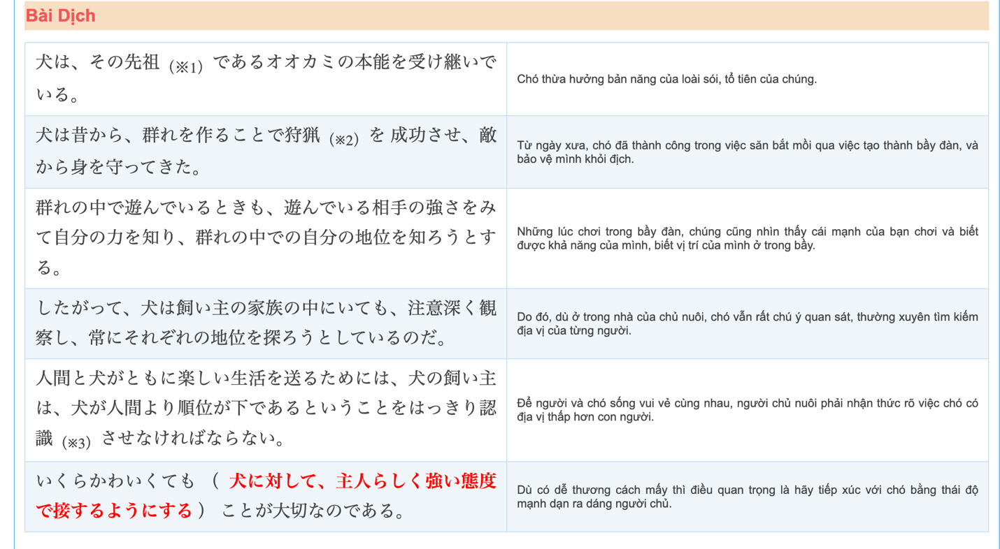 Bài Dịch
犬は、その先祖（※1）であるオオカミの本能を受け継いで
いる。
Chó thừa hưởng bản năng của loài sói, tổ tiên của chúng.
犬は昔から、群れを作ることで狩猟（※2）を 成功させ、敵
から身を守ってきた。
Từ ngày xưa, chó đã thành công trong việc săn bắt mồi qua việc tạo thành bầy đàn, và
bảo vệ mình khỏi địch.
群れの中で遊んでいるときも、遊んでいる相手の強さをみ
て自分の力を知り、群れの中での自分の地位を知ろうとす
る。
Những lúc chơi trong bầy đàn, chúng cũng nhìn thấy cái mạnh của bạn chơi và biết
được khả năng của mình, biết vị trí của mình ở trong bầy.
したがって、犬は飼い主の家族の中にいても、注意深く観
察し、常にそれぞれの地位を探ろうとしているのだ。
Do đó, dù ở trong nhà của chủ nuôi, chó vẫn rất chú ý quan sát, thường xuyên tìm kiếm
địa vị của từng người.
人間と犬がともに楽しい生活を送るためには、犬の飼い主
は、犬が人間より順位が下であるということをはっきり認
識（※3）させなければならない。
Để người và chó sống vui vẻ cùng nhau, người chủ nuôi phải nhận thức rõ việc chó có
địa vị thấp hơn con người.
いくらかわいくても （ 犬に対して、主人らしく強い態度
で接するようにする ） ことが大切なのである。
Dù có dễ thương cách mấy thì điều quan trọng là hãy tiếp xúc với chó bằng thái độ
mạnh dạn ra dáng người chủ.